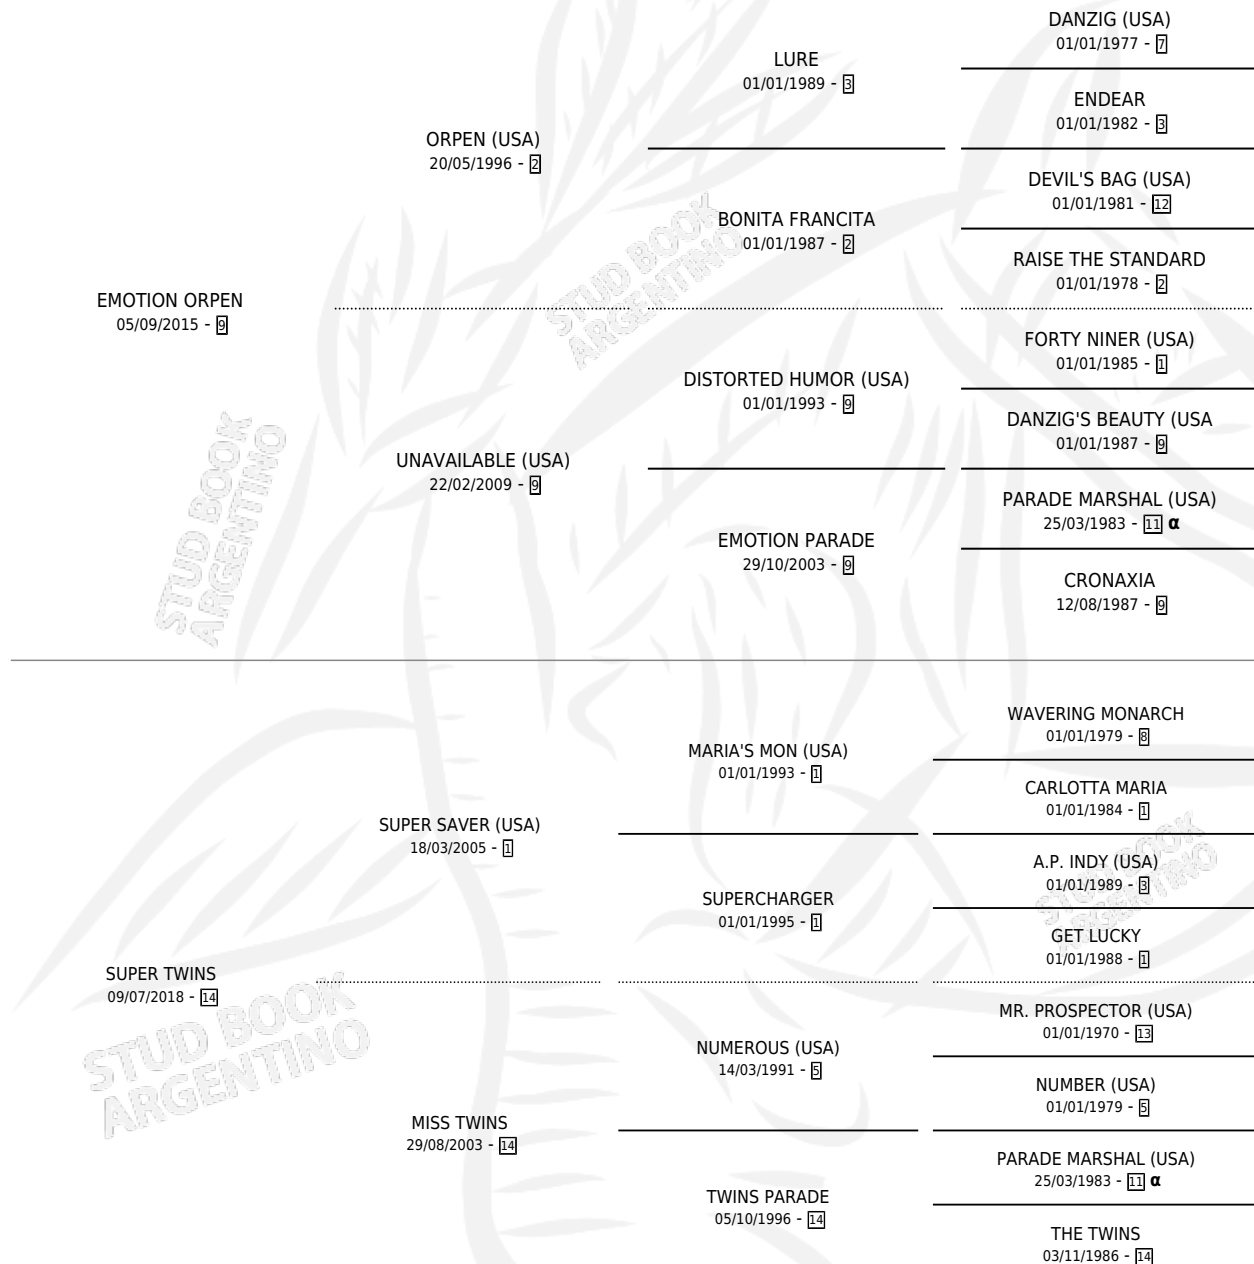 DANZIG (USA)
01/01/1977 - 7
LURE
01/01/1989 - 3
ENDEAR
01/01/1982 - 3
ORPEN (USA)
20/05/1996 - 2
DEVIL'S BAG (USA)
01/01/1981 - 12
BONITA FRANCITA
01/01/1987 - 2
RAISE THE STANDARD
01/01/1978 - 2
EMOTION ORPEN
05/09/2015 - 9
FORTY NINER (USA)
01/01/1985 - 1
DISTORTED HUMOR (USA)
01/01/1993 - 9
DANZIG'S BEAUTY (USA
01/01/1987 - 9
UNAVAILABLE (USA)
22/02/2009 - 9
PARADE MARSHAL (USA)
25/03/1983 - 11 α
EMOTION PARADE
29/10/2003 - 9
CRONAXIA
12/08/1987 - 9
WAVERING MONARCH
01/01/1979 - 8
MARIA'S MON (USA)
01/01/1993 - 1
CARLOTTA MARIA
01/01/1984 - 1
SUPER SAVER (USA)
18/03/2005 - 1
A.P. INDY (USA)
01/01/1989 - 3
SUPERCHARGER
01/01/1995 - 1
GET LUCKY
01/01/1988 - 1
SUPER TWINS
09/07/2018 - 14
MR. PROSPECTOR (USA)
01/01/1970 - 13
NUMEROUS (USA)
14/03/1991 - 5
NUMBER (USA)
01/01/1979 - 5
MISS TWINS
29/08/2003 - 14
PARADE MARSHAL (USA)
25/03/1983 - 11 α
TWINS PARADE
05/10/1996 - 14
THE TWINS
03/11/1986 - 14
STUD BOOK
ARGENTINO
STUD BOOK
ARGENTINO
STUD BOOK
ARGENTINO
STUD BOOK
ARGENTINO